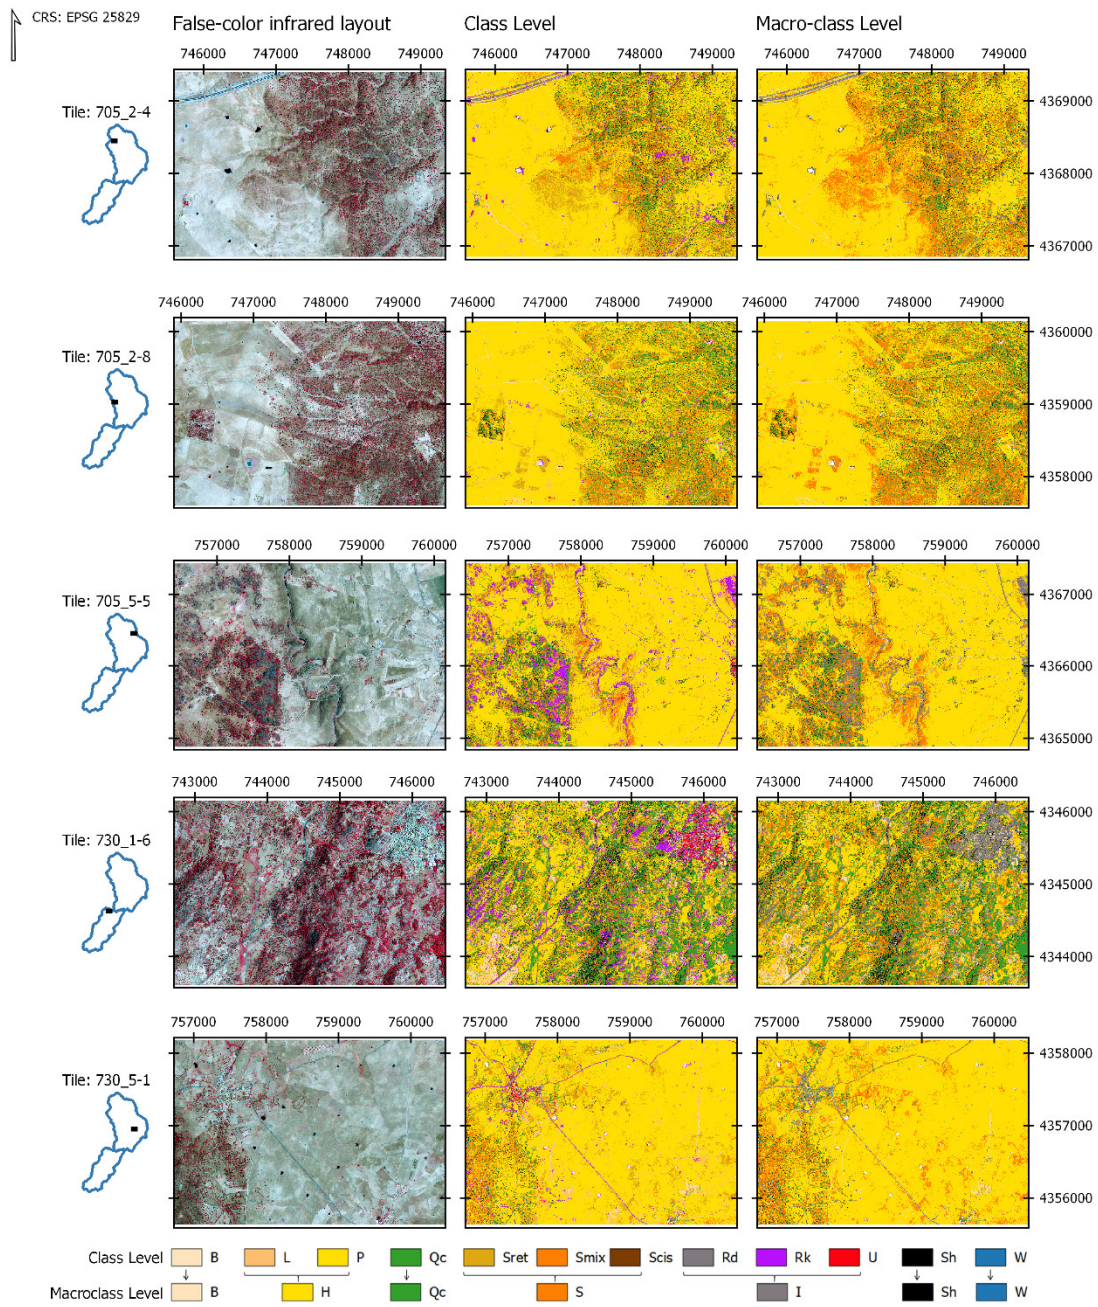 CRS: EPSG 25829
False-color infrared layout Class Level Macro-class Level
746000 747000 748000 749000 746000 747000 748000 749000 746000 747000 748000 749000
Tile: 705_2-4
4369000
4368000
4367000
746000 747000 748000 749000 746000 747000 748000 749000 746000 747000 748000 749000
Tile: 705_2-8
4360000
4359000
4358000
757000 758000 759000 760000 757000 758000 759000 760000 757000 758000 759000 760000
Tile: 705_5-5
4367000
4366000
4365000
743000 744000 745000 746000 743000 744000 745000 746000 743000 744000 745000 746000
Tile: 730_1-6
4346000
4345000
4344000
757000 758000 759000 760000 757000 758000 759000 760000 757000 758000 759000 760000
Tile: 730_5-1
4358000
4357000
4356000
Class Level B L P Qc Sret Smix Scis Rd Rk U Sh W
Macroclass Level B H Qc S I Sh W